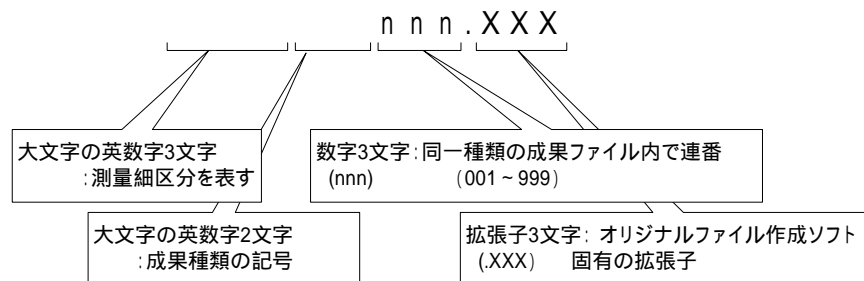 nnn.XXX
大文字の英数字3文字
:測量細区分を表す
数字3文字:同一種類の成果ファイル内で連番
(nnn) (001~999)
大文字の英数字2文字
:成果種類の記号
拡張子3文字: オリジナルファイル作成ソフト
(.XXX) 固有の拡張子